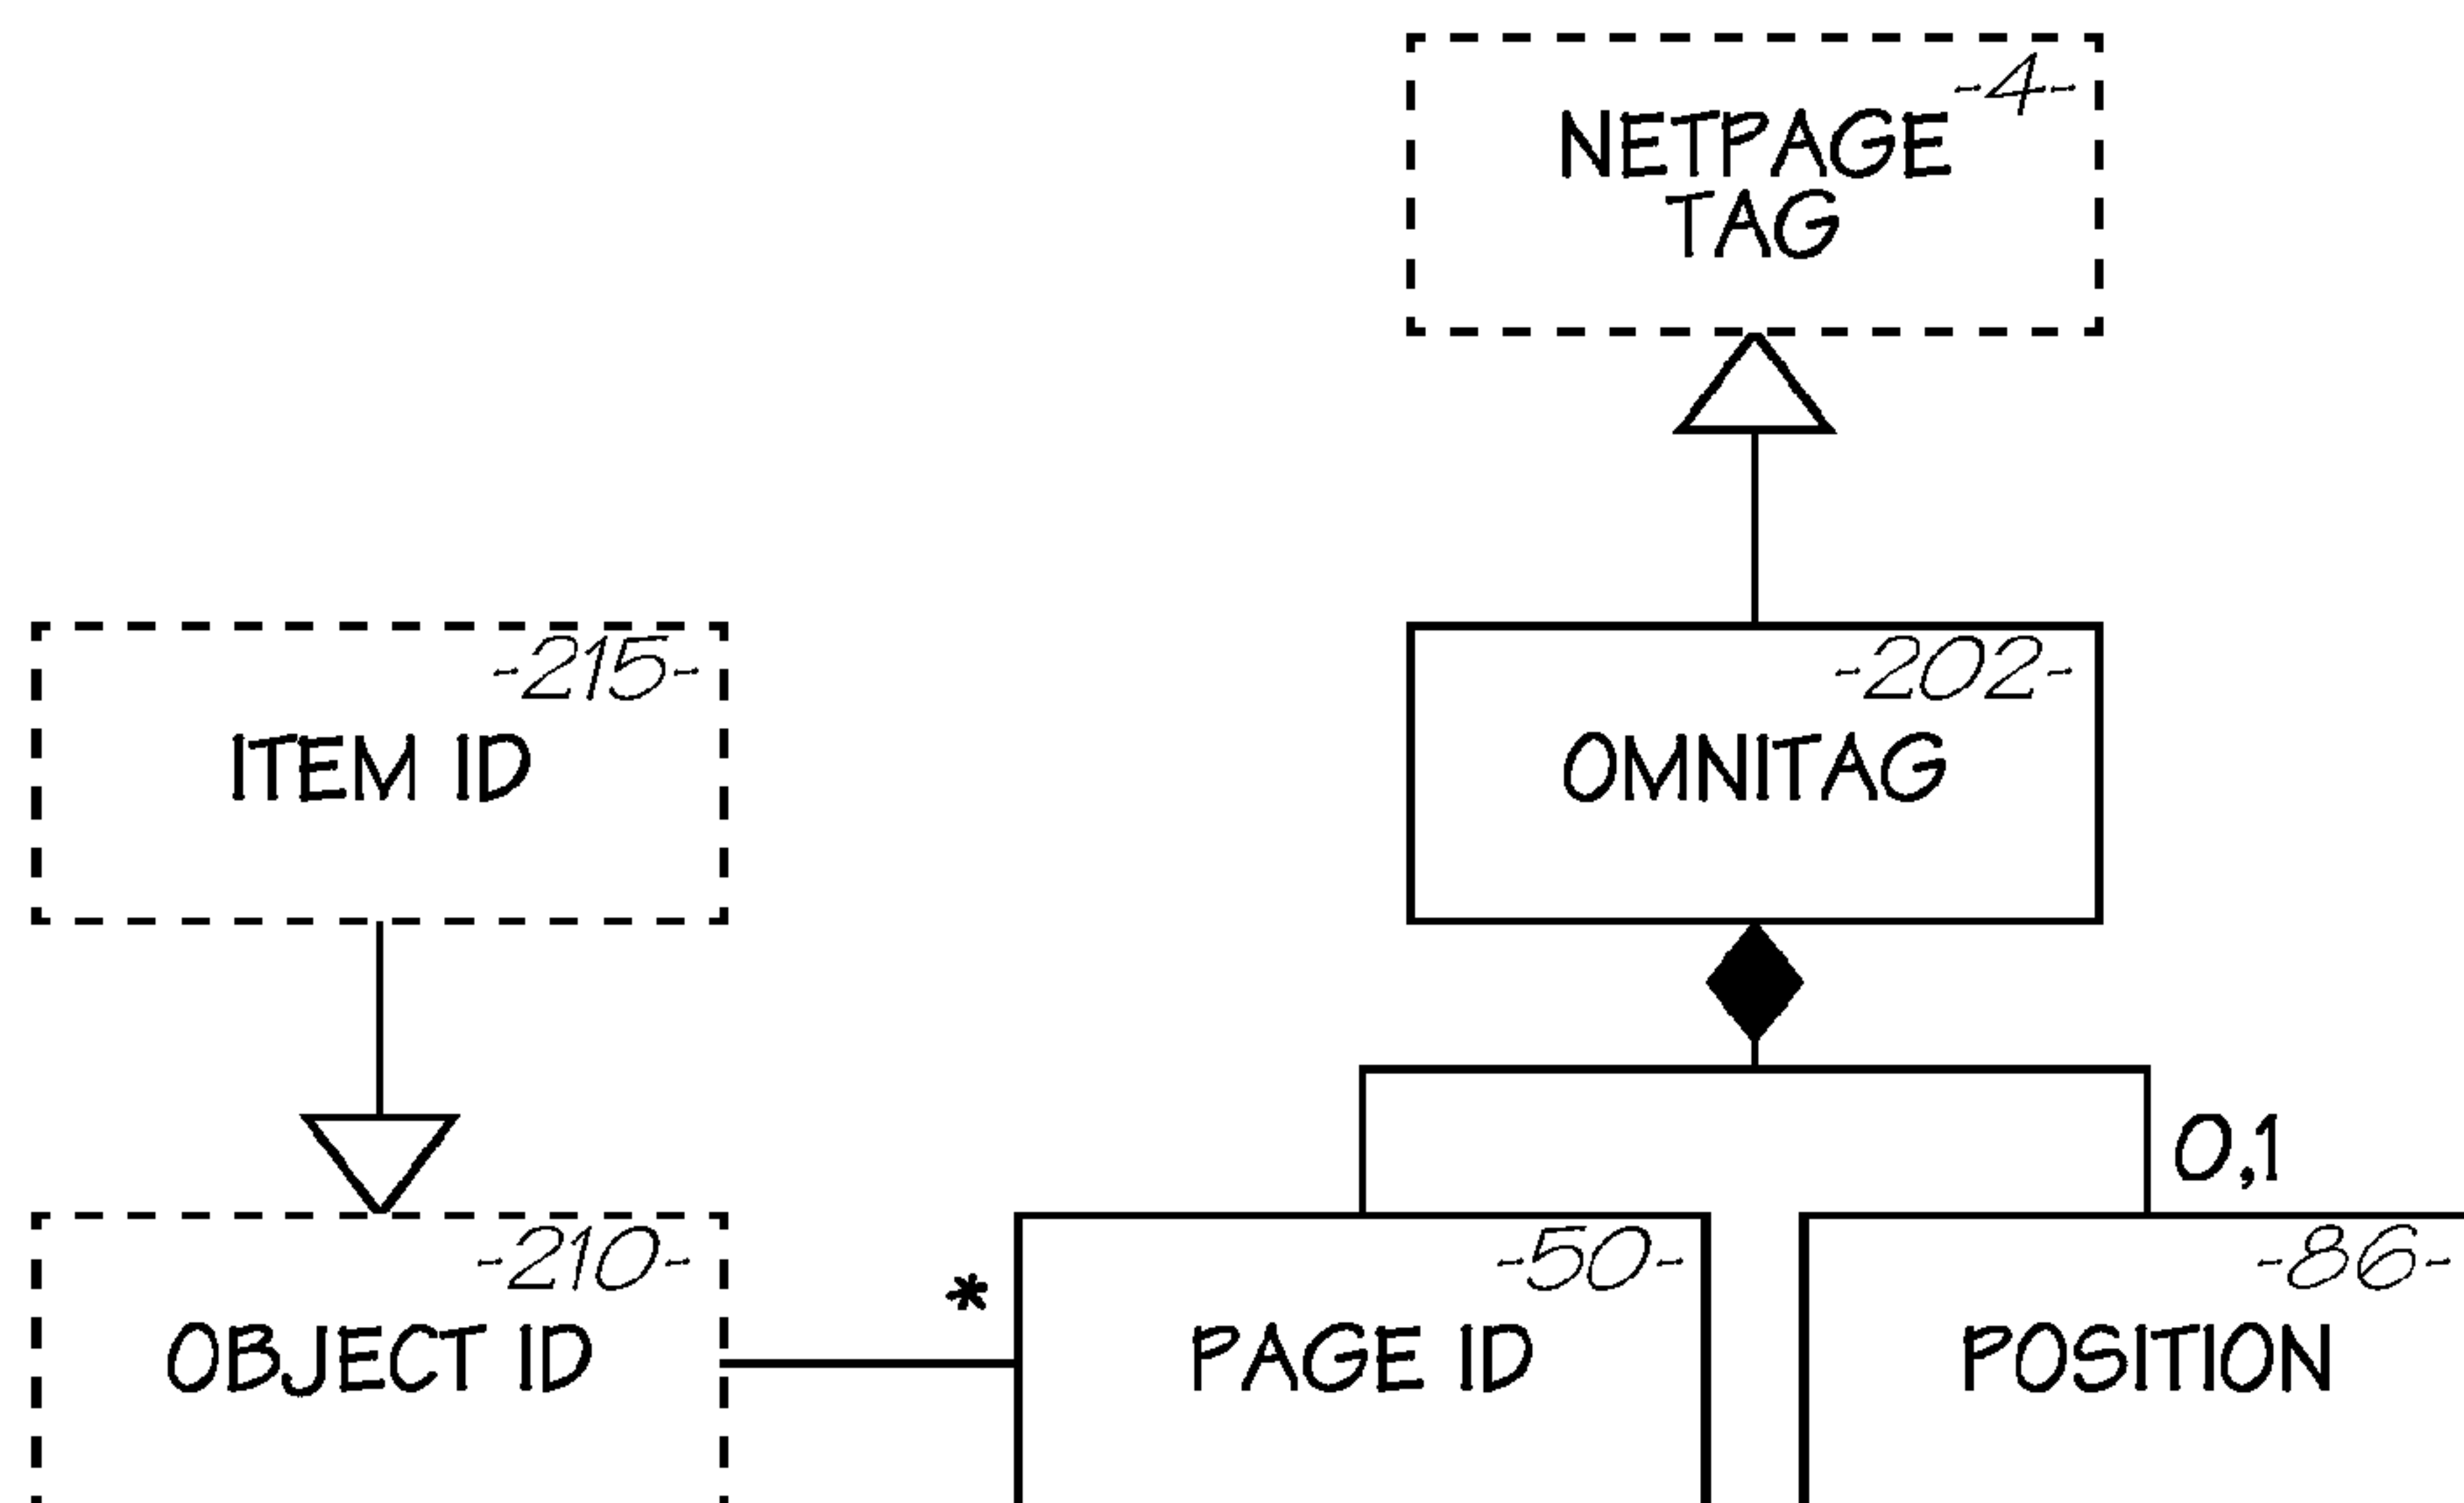 -4-
NETPAGE
TAG
-215-
ITEM ID
-202-
OMNITAG
0,1
-210-
OBJECT ID
*
-50-
PAGE ID
-86-
POSITION